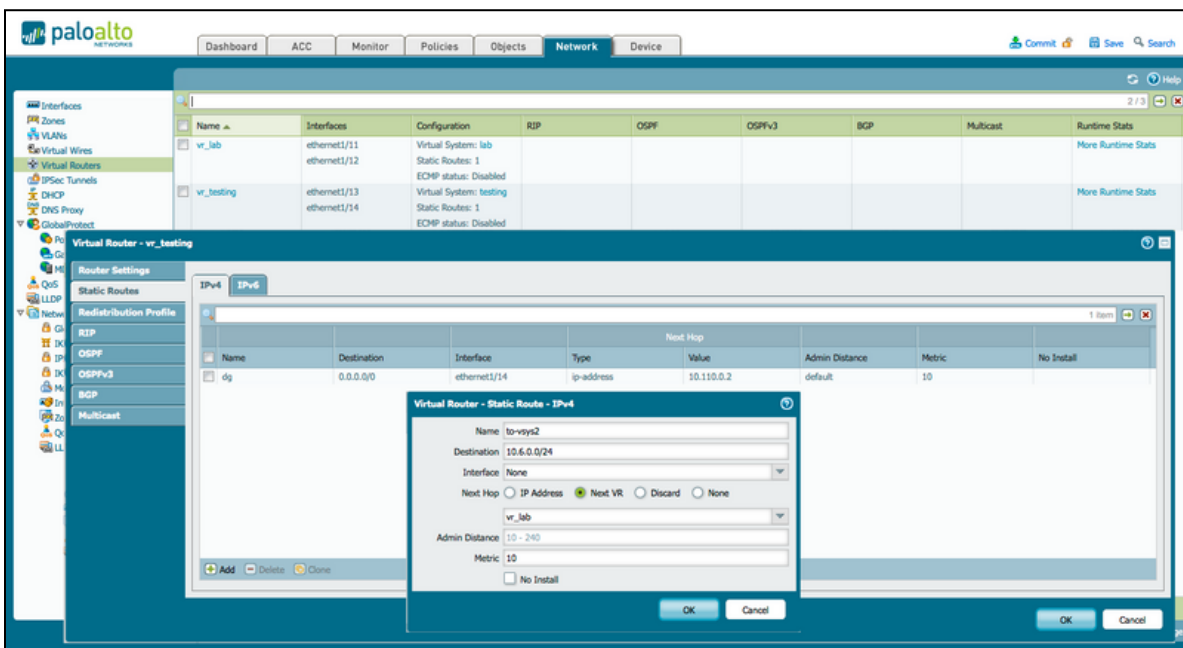 paloalto
NETWORKS
Dashboard ACC Monitor Policies Objects Network Device
Commit Save Search
Help
Interfaces
Zones
VLANs
Virtual Wires
Virtual Routers
IPSec Tunnels
DHCP
DNS Proxy
GlobalProtect
QoS
LLDP
2 / 3
Name Interfaces Configuration RIP OSPF OSPFv3 BGP Multicast Runtime Stats
vr_lab ethernet1/11 Virtual System: lab More Runtime Stats
ethernet1/12 Static Routes: 1
ECMP status: Disabled
vr_testing ethernet1/13 Virtual System: testing More Runtime Stats
ethernet1/14 Static Routes: 1
ECMP status: Disabled
Virtual Router - vr_testing
Router Settings
Static Routes
Redistribution Profile
RIP
OSPF
OSPFv3
BGP
Multicast
IPv4 IPv6
1 item
Next Hop
Name Destination Interface Type Value Admin Distance Metric No Install
dg 0.0.0.0/0 ethernet1/14 ip-address 10.110.0.2 default 10
Virtual Router - Static Route - IPv4
Name to-vsys2
Destination 10.6.0.0/24
Interface None
Next Hop IP Address Next VR Discard None
vr_lab
Admin Distance 10 - 240
Metric 10
No Install
OK Cancel
Add Delete Clone
OK Cancel